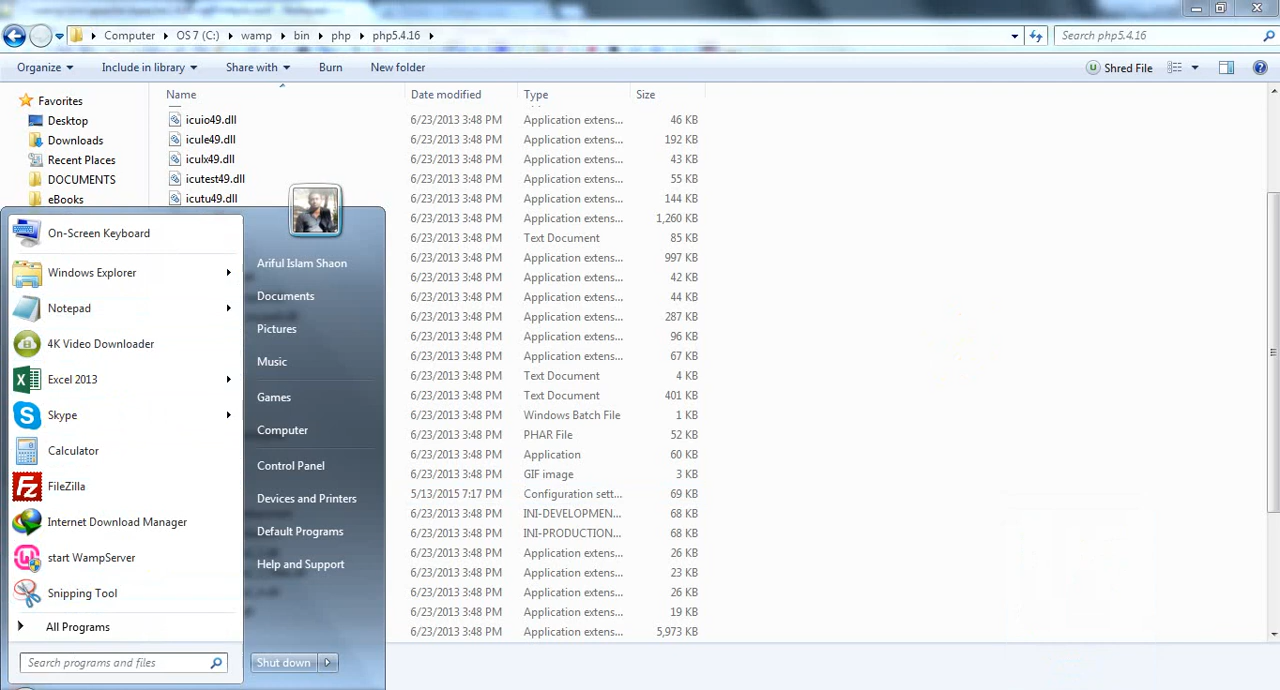 Computer ▸ OS 7 (C:) ▸ wamp ▸ bin ▸ php ▸ php5.4.16 ▸
Search php5.4.16
Organize Include in library Share with Burn New folder Shred File
Name Date modified Type Size
Favorites
Desktop
Downloads
Recent Places
DOCUMENTS
eBooks
icuio49.dll 6/23/2013 3:48 PM Application extens... 46 KB
icule49.dll 6/23/2013 3:48 PM Application extens... 192 KB
iculx49.dll 6/23/2013 3:48 PM Application extens... 43 KB
icutest49.dll 6/23/2013 3:48 PM Application extens... 55 KB
icutu49.dll 6/23/2013 3:48 PM Application extens... 144 KB
6/23/2013 3:48 PM Application extens... 1,260 KB
6/23/2013 3:48 PM Text Document 85 KB
6/23/2013 3:48 PM Application extens... 997 KB
6/23/2013 3:48 PM Application extens... 42 KB
6/23/2013 3:48 PM Application extens... 44 KB
6/23/2013 3:48 PM Application extens... 287 KB
6/23/2013 3:48 PM Application extens... 96 KB
6/23/2013 3:48 PM Application extens... 67 KB
6/23/2013 3:48 PM Text Document 4 KB
6/23/2013 3:48 PM Text Document 401 KB
6/23/2013 3:48 PM Windows Batch File 1 KB
6/23/2013 3:48 PM PHAR File 52 KB
6/23/2013 3:48 PM Application 60 KB
6/23/2013 3:48 PM GIF image 3 KB
5/13/2015 7:17 PM Configuration sett... 69 KB
6/23/2013 3:48 PM INI-DEVELOPMEN... 68 KB
6/23/2013 3:48 PM INI-PRODUCTION... 68 KB
6/23/2013 3:48 PM Application extens... 26 KB
6/23/2013 3:48 PM Application extens... 23 KB
6/23/2013 3:48 PM Application extens... 26 KB
6/23/2013 3:48 PM Application extens... 19 KB
6/23/2013 3:48 PM Application extens... 5,973 KB
On-Screen Keyboard
Windows Explorer
Notepad
4K Video Downloader
Excel 2013
Skype
Calculator
FileZilla
Internet Download Manager
start WampServer
Snipping Tool
All Programs
Search programs and files
Ariful Islam Shaon
Documents
Pictures
Music
Games
Computer
Control Panel
Devices and Printers
Default Programs
Help and Support
Shut down